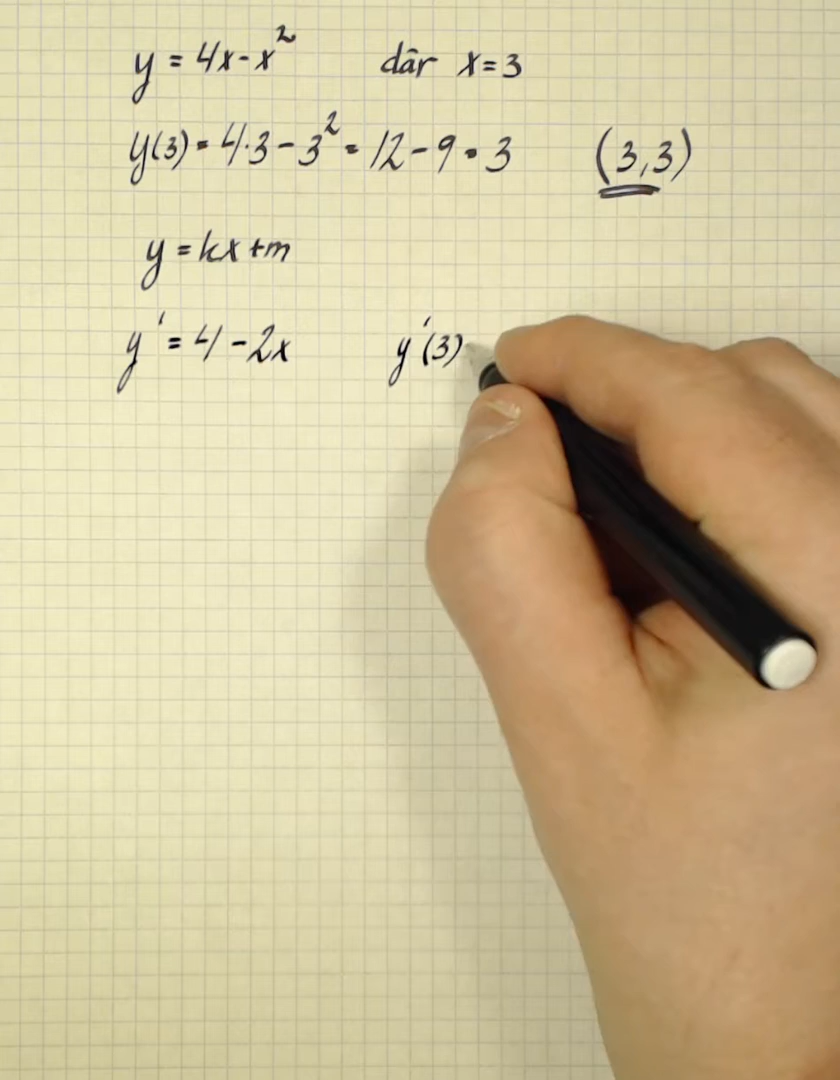 y = 4x - x² där x = 3
y(3) = 4·3 - 3² = 12 - 9 = 3 (3,3)
y = kx + m
y' = 4 - 2x y'(3)